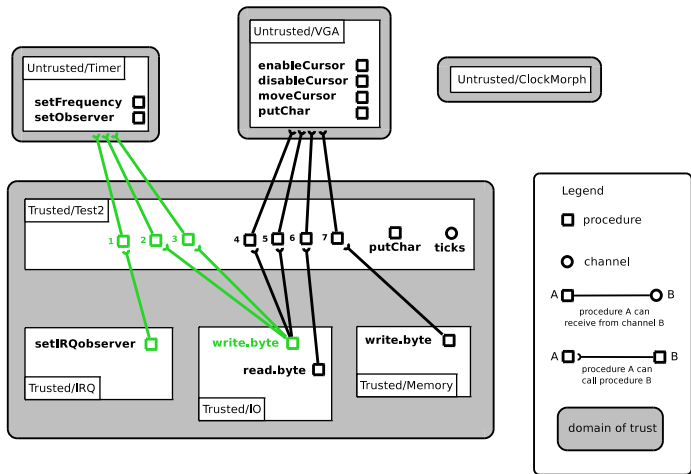 Untrusted/VGA
enableCursor
disableCursor
moveCursor
putChar
Untrusted/Timer
setFrequency
setObserver
Untrusted/ClockMorph
Trusted/Test2
1
2
3
4
5
6
7
putChar
ticks
setIRQobserver
Trusted/IRQ
write.byte
read.byte
Trusted/IO
write.byte
Trusted/Memory
Legend
procedure
channel
A
B
procedure A can
receive from channel B
A
B
procedure A can
call procedure B
domain of trust